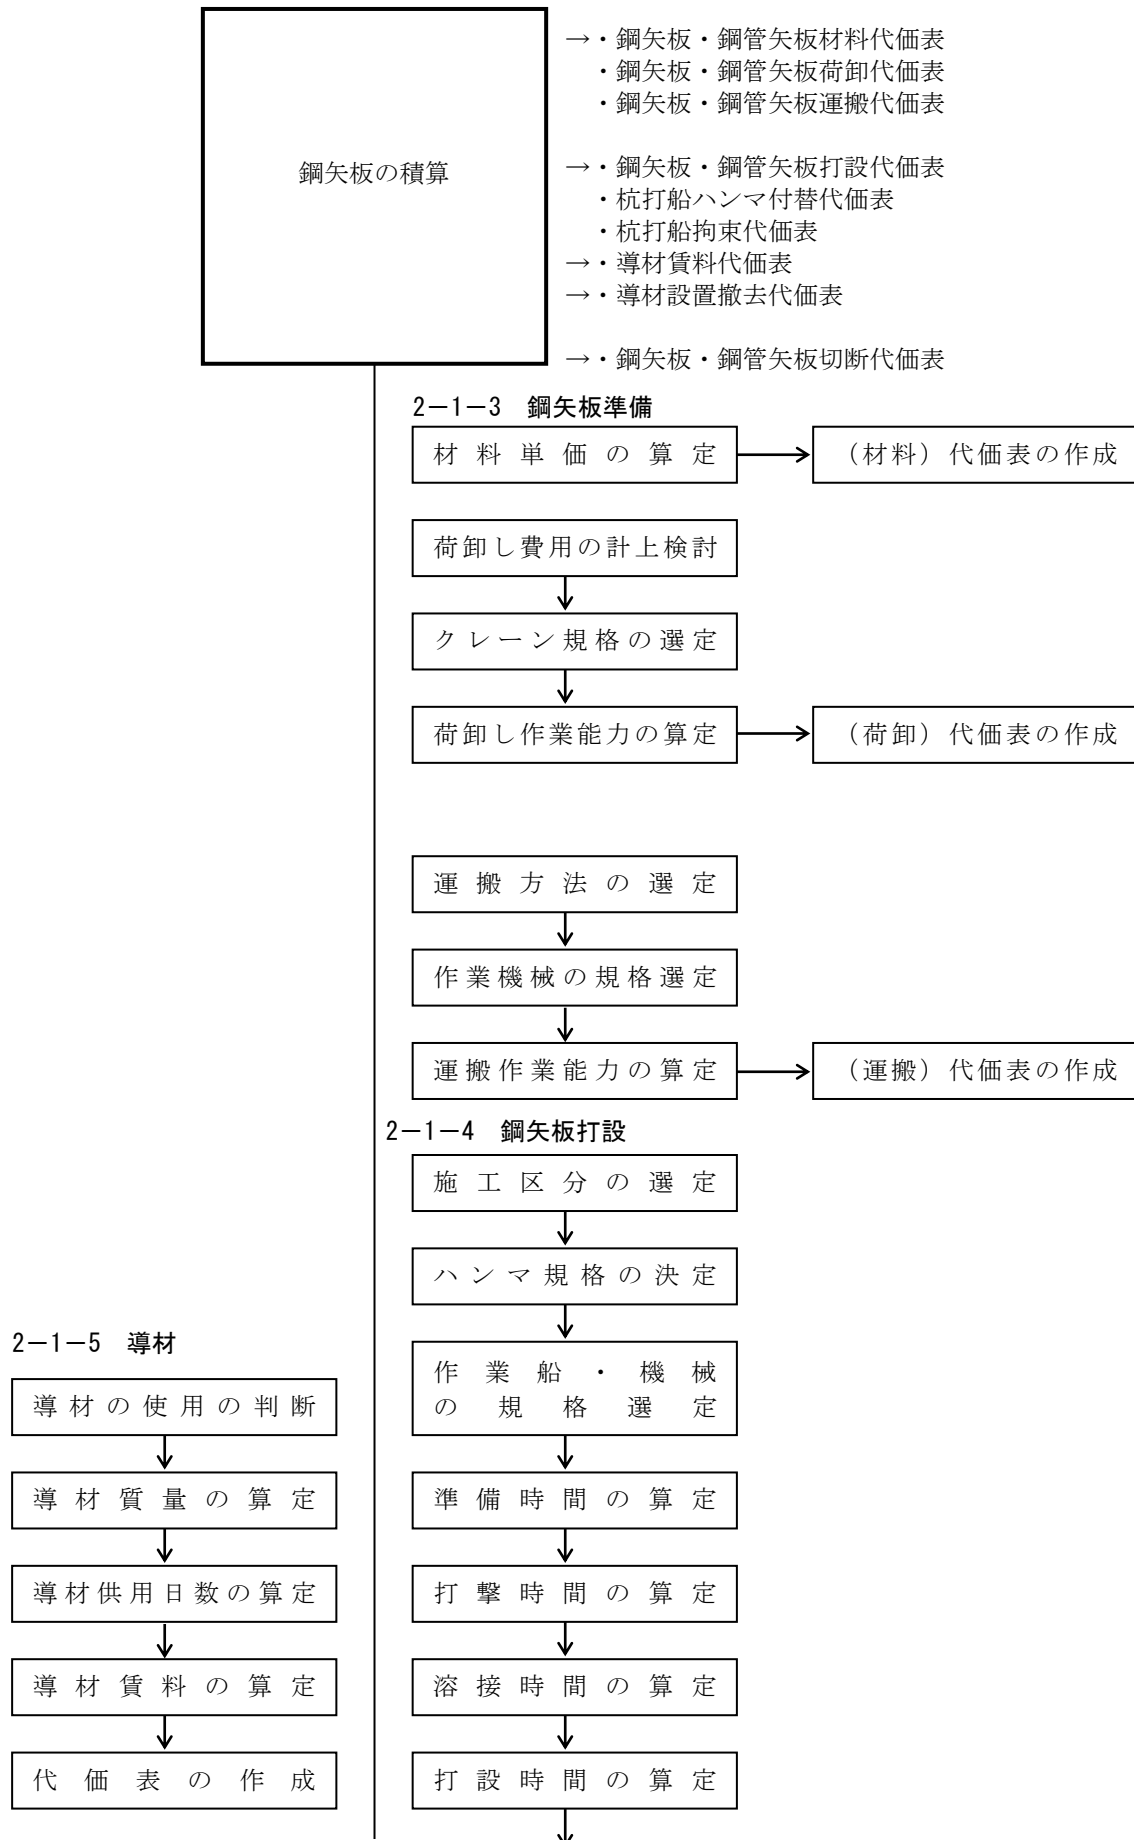 鋼矢板の積算
→・鋼矢板・鋼管矢板材料代価表
・鋼矢板・鋼管矢板荷卸代価表
・鋼矢板・鋼管矢板運搬代価表
→・鋼矢板・鋼管矢板打設代価表
・杭打船ハンマ付替代価表
・杭打船拘束代価表
→・導材賃料代価表
→・導材設置撤去代価表
→・鋼矢板・鋼管矢板切断代価表
2－1－3 鋼矢板準備
材料単価の算定
（材料）代価表の作成
荷卸し費用の計上検討
クレーン規格の選定
荷卸し作業能力の算定
（荷卸）代価表の作成
運搬方法の選定
作業機械の規格選定
運搬作業能力の算定
（運搬）代価表の作成
2－1－4 鋼矢板打設
施工区分の選定
ハンマ規格の決定
作業船・機械
の規格選定
準備時間の算定
打撃時間の算定
溶接時間の算定
打設時間の算定
2－1－5 導材
導材の使用の判断
導材質量の算定
導材供用日数の算定
導材賃料の算定
代価表の作成